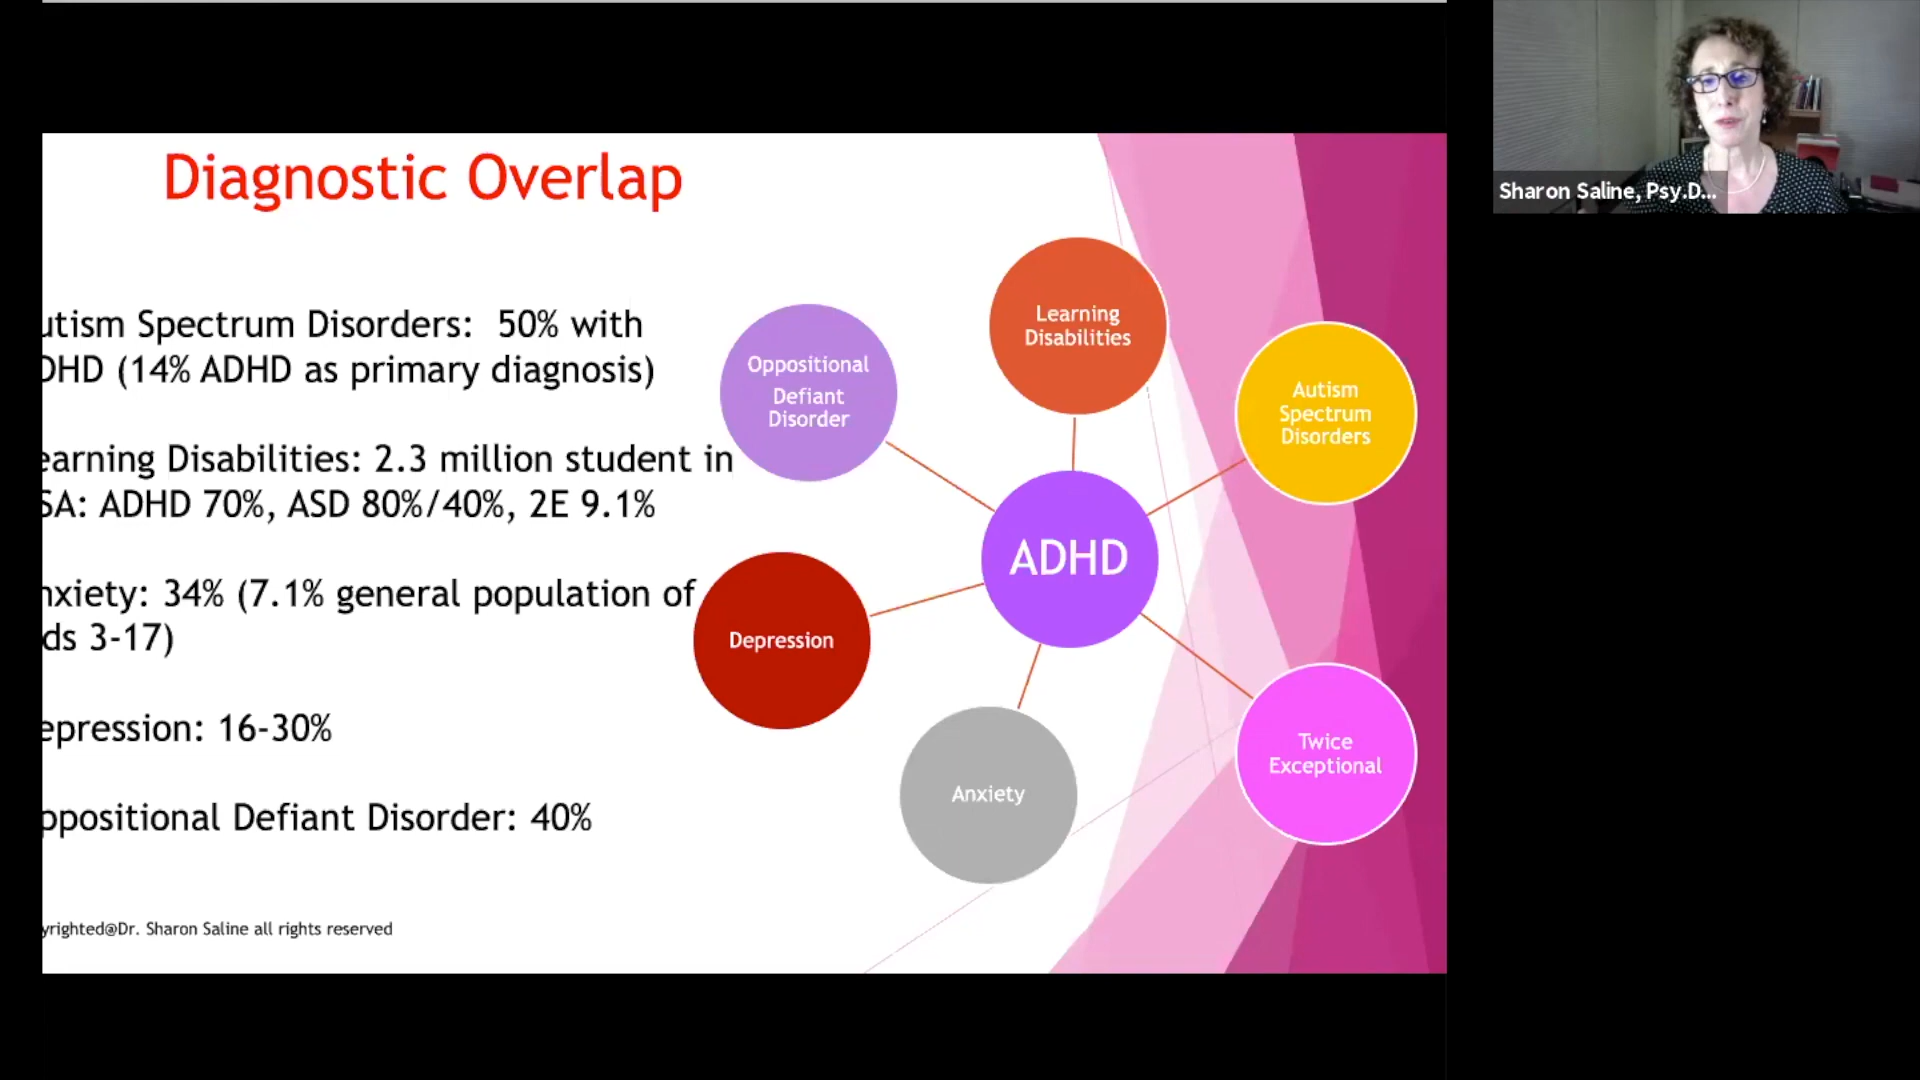 Diagnostic Overlap
utism Spectrum Disorders: 50% with
DHD (14% ADHD as primary diagnosis)
earning Disabilities: 2.3 million student in
SA: ADHD 70%, ASD 80%/40%, 2E 9.1%
nxiety: 34% (7.1% general population of
ds 3-17)
epression: 16-30%
ppositional Defiant Disorder: 40%
yrighted@Dr. Sharon Saline all rights reserved
Oppositional
Defiant
Disorder
Learning
Disabilities
Autism
Spectrum
Disorders
ADHD
Depression
Anxiety
Twice
Exceptional
Sharon Saline, Psy.D...